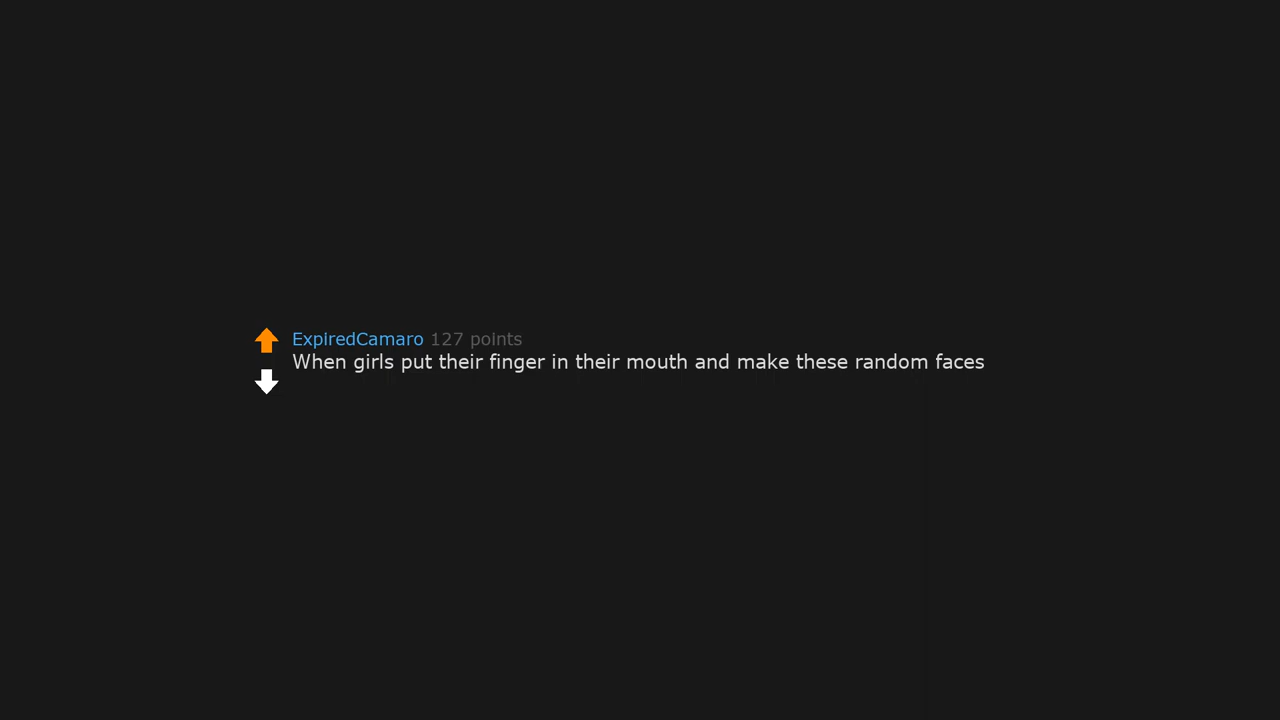 ExpiredCamaro 127 points
When girls put their finger in their mouth and make these random faces